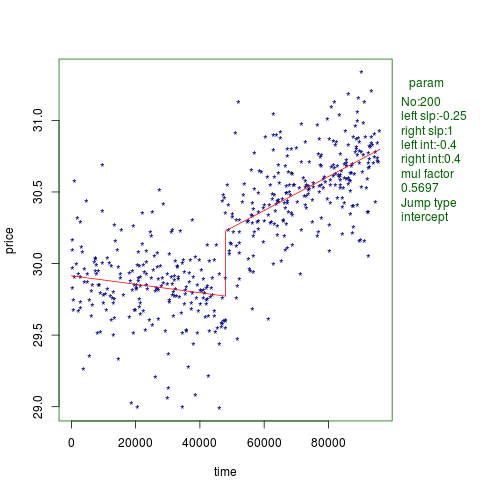 param
No:200
left slp:-0.25
right slp:1
left int:-0.4
right int:0.4
mul factor
0.5697
Jump type
intercept
price
31.0
30.5
30.0
29.5
29.0
0 20000 40000 60000 80000
time